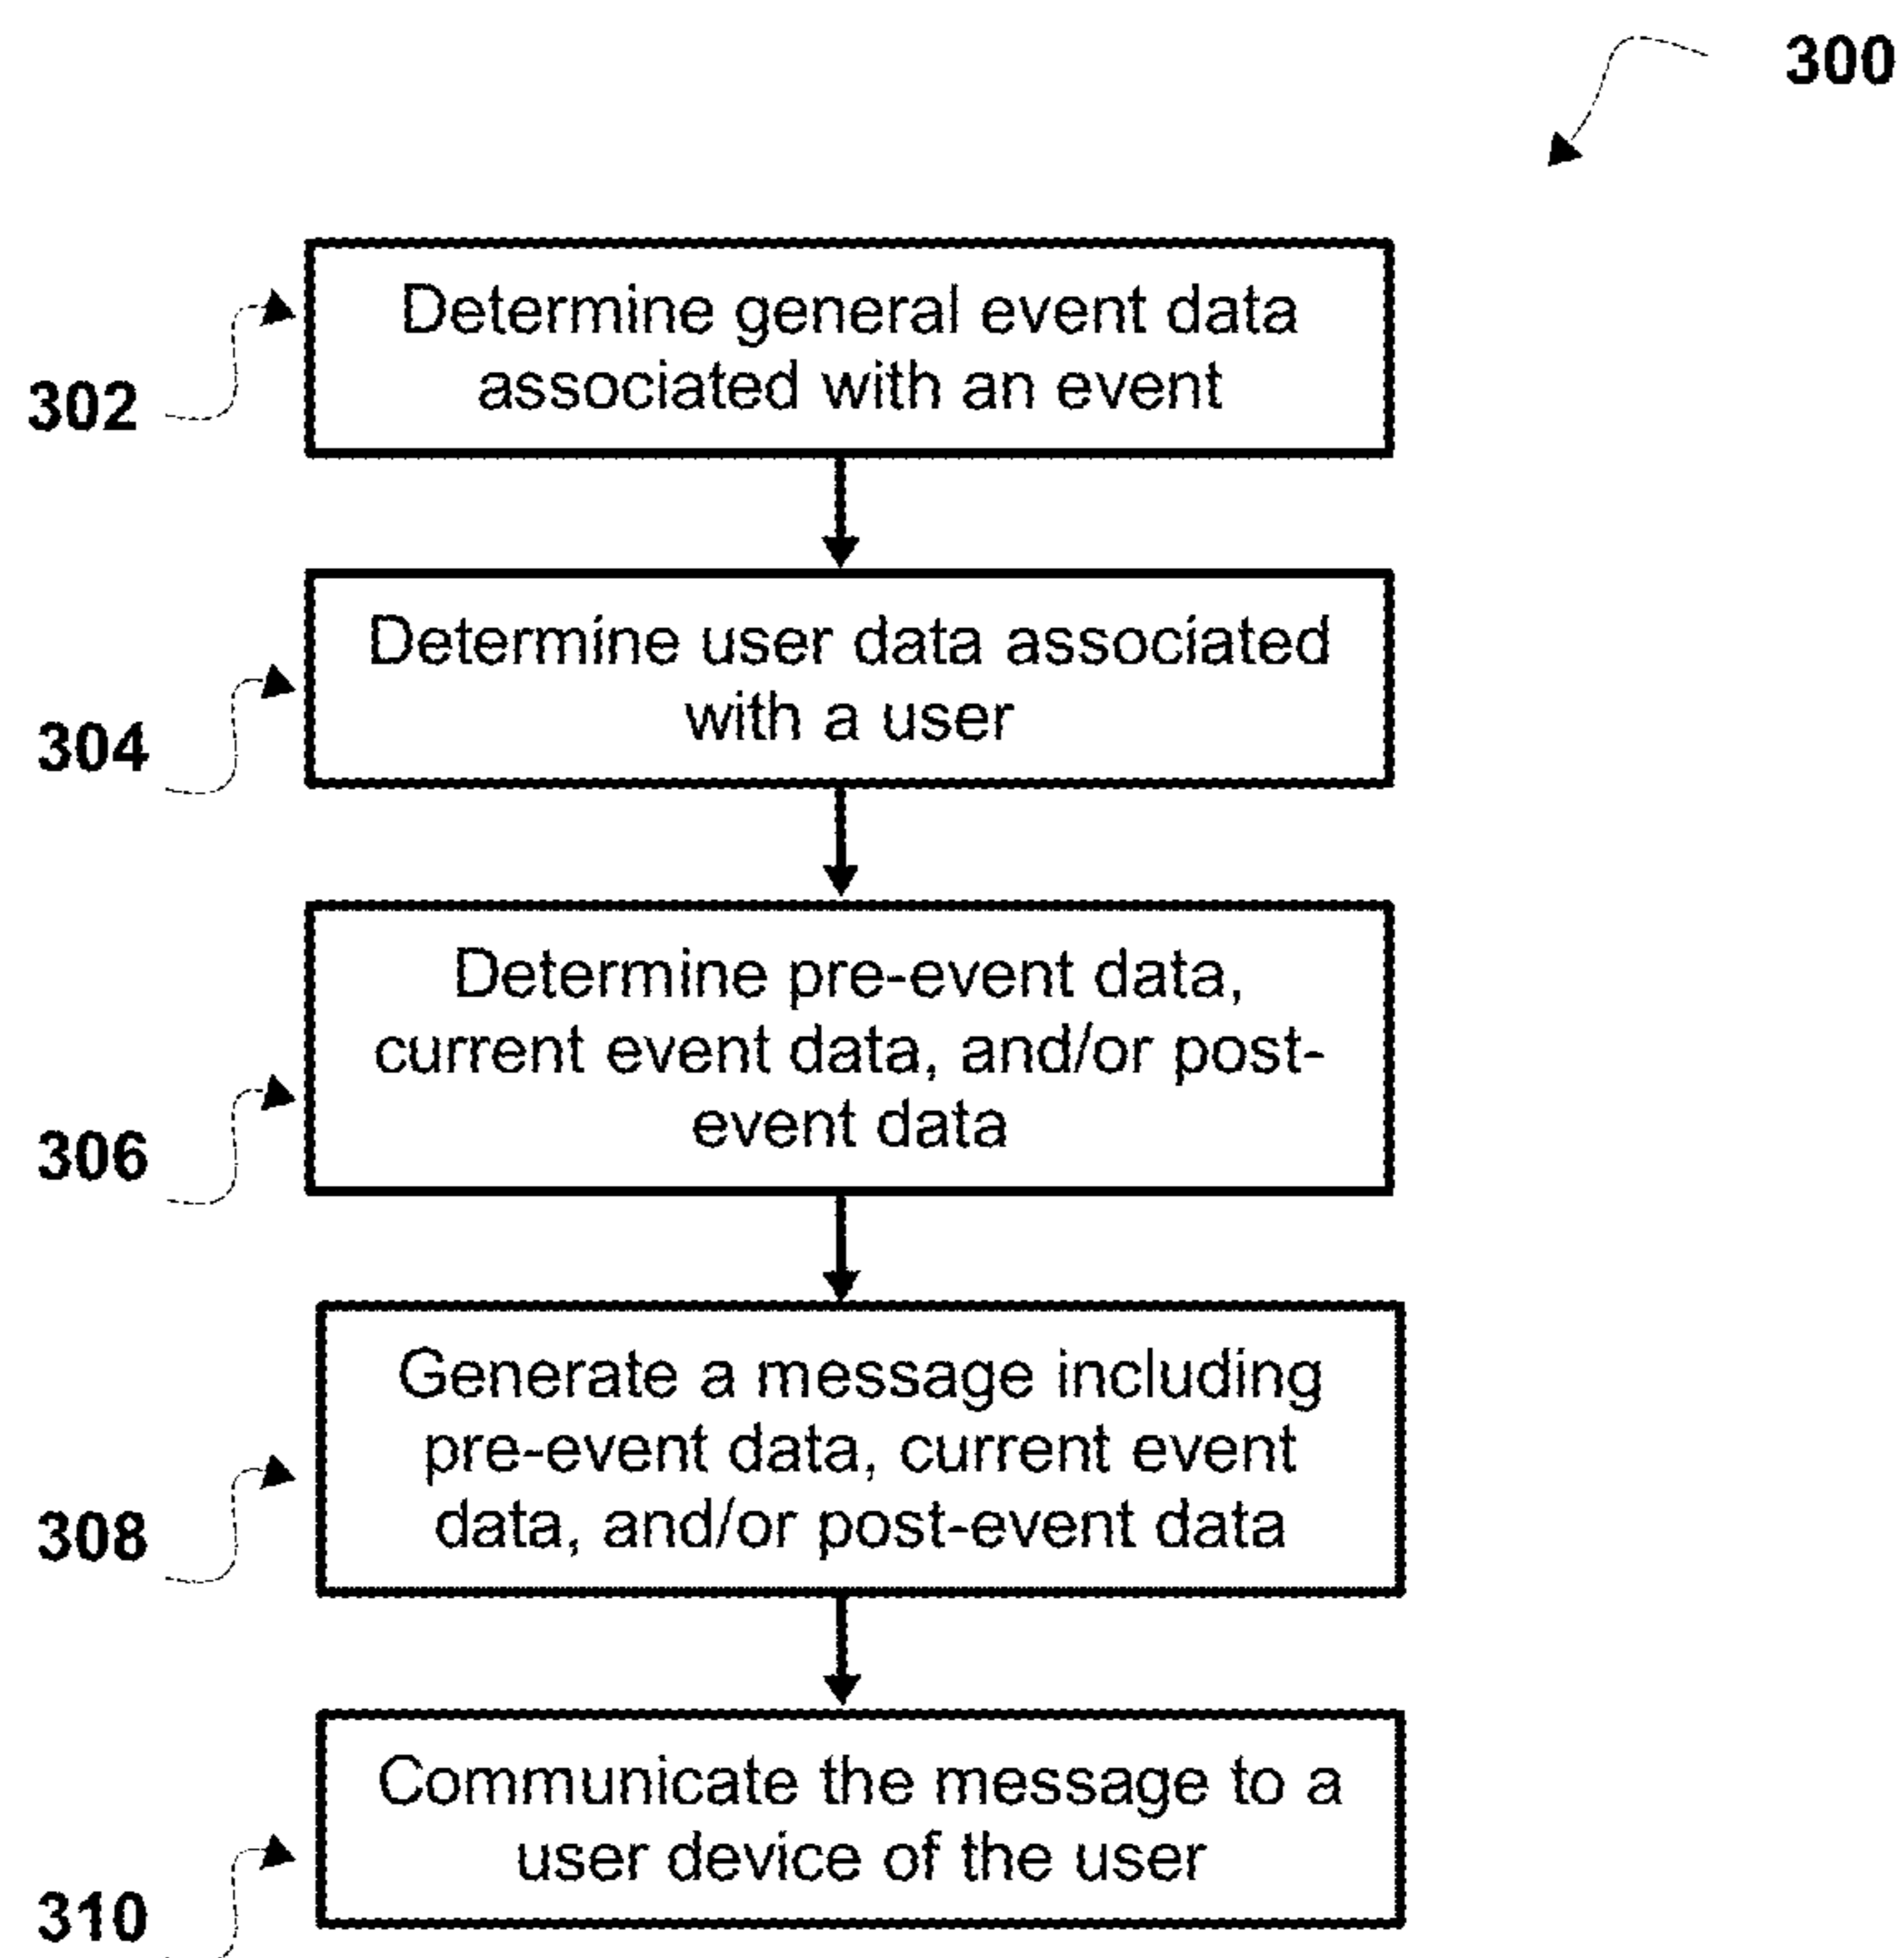 300
302
Determine general event data
associated with an event
304
Determine user data associated
with a user
306
Determine pre-event data,
current event data, and/or post-
event data
308
Generate a message including
pre-event data, current event
data, and/or post-event data
310
Communicate the message to a
user device of the user